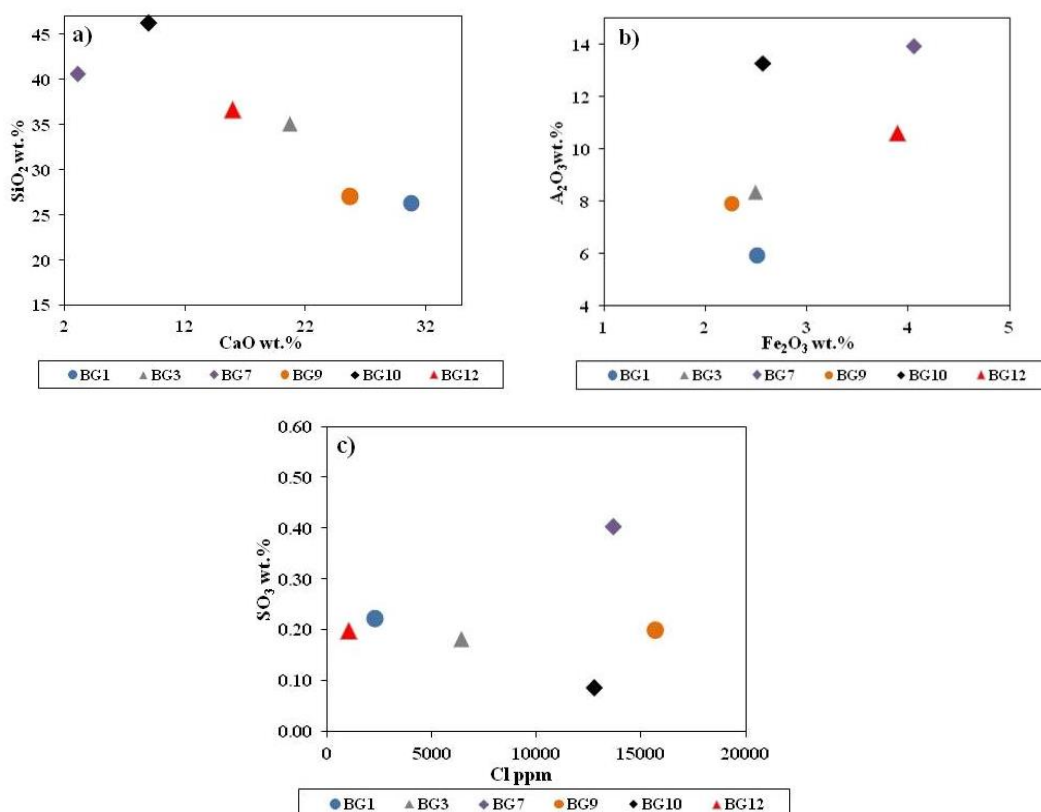 a)
45
40
35
30
25
20
15
SiO₂ wt.%
2 12 22 32
CaO wt.%
BG1 BG3 BG7 BG9 BG10 BG12
b)
14
12
10
8
6
4
A₂O₃wt.%
1 2 3 4 5
Fe₂O₃ wt.%
BG1 BG3 BG7 BG9 BG10 BG12
c)
0.60
0.50
0.40
0.30
0.20
0.10
0.00
SO₃ wt.%
0 5000 10000 15000 20000
Cl ppm
BG1 BG3 BG7 BG9 BG10 BG12